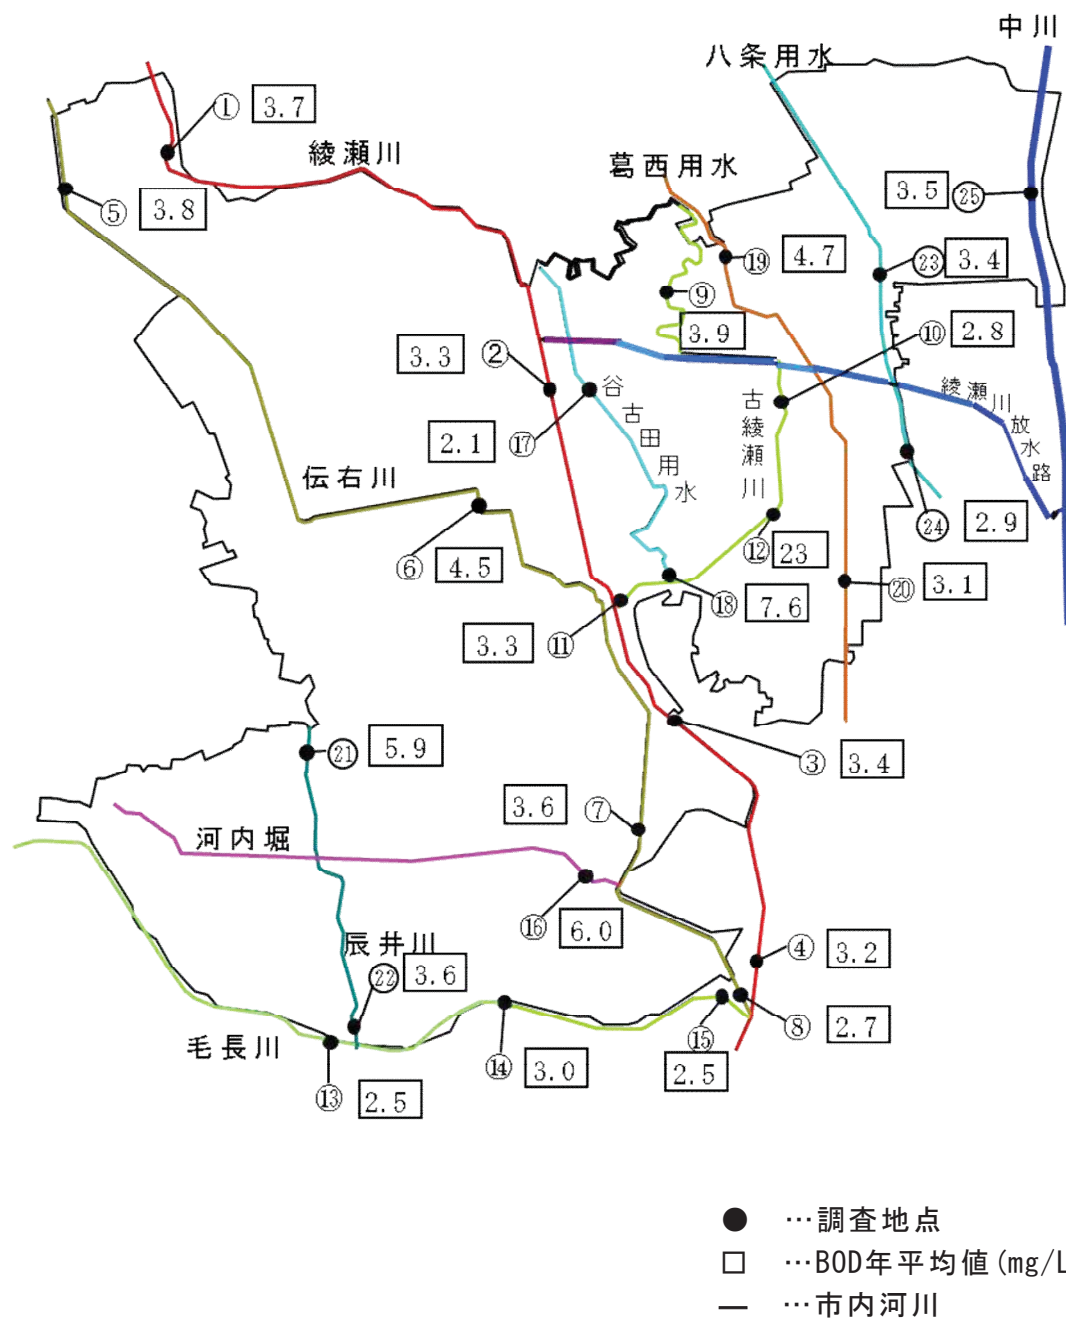 中川
八条用水
① 3.7
綾瀬川
葛西用水
⑤ 3.8
3.5 ㉕
⑲ 4.7
㉓ 3.4
⑨
3.9
⑩ 2.8
3.3 ②
谷古田用水
古綾瀬川
綾瀬川放水路
2.1 ⑰
伝右川
⑥ 4.5
⑫ 23
㉔ 2.9
⑱ 7.6
⑳ 3.1
3.3 ⑪
㉑ 5.9
③ 3.4
3.6 ⑦
河内堀
⑯ 6.0
辰井川
㉒ 3.6
④ 3.2
毛長川
⑧ 2.7
⑮
2.5
⑭ 3.0
⑬ 2.5
● …調査地点
□ …BOD年平均値(mg/L
― …市内河川